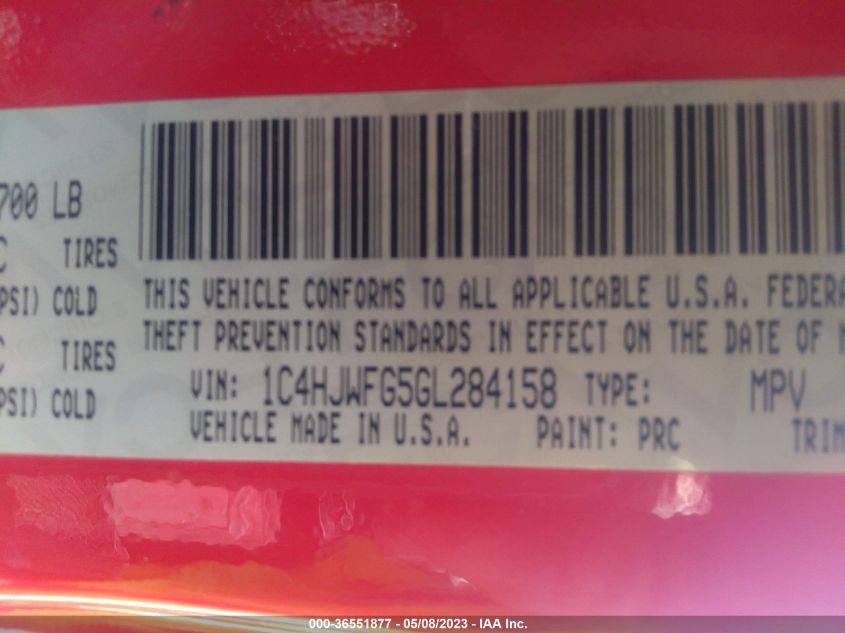 700 LB
C TIRES
PSI) COLD
C TIRES
PSI) COLD
THIS VEHICLE CONFORMS TO ALL APPLICABLE U.S.A. FEDERA
THEFT PREVENTION STANDARDS IN EFFECT ON THE DATE OF M
VIN: 1C4HJWFG5GL284158 TYPE: MPV
VEHICLE MADE IN U.S.A. PAINT: PRC TRIM
000-36551877 - 05/08/2023 - IAA Inc.